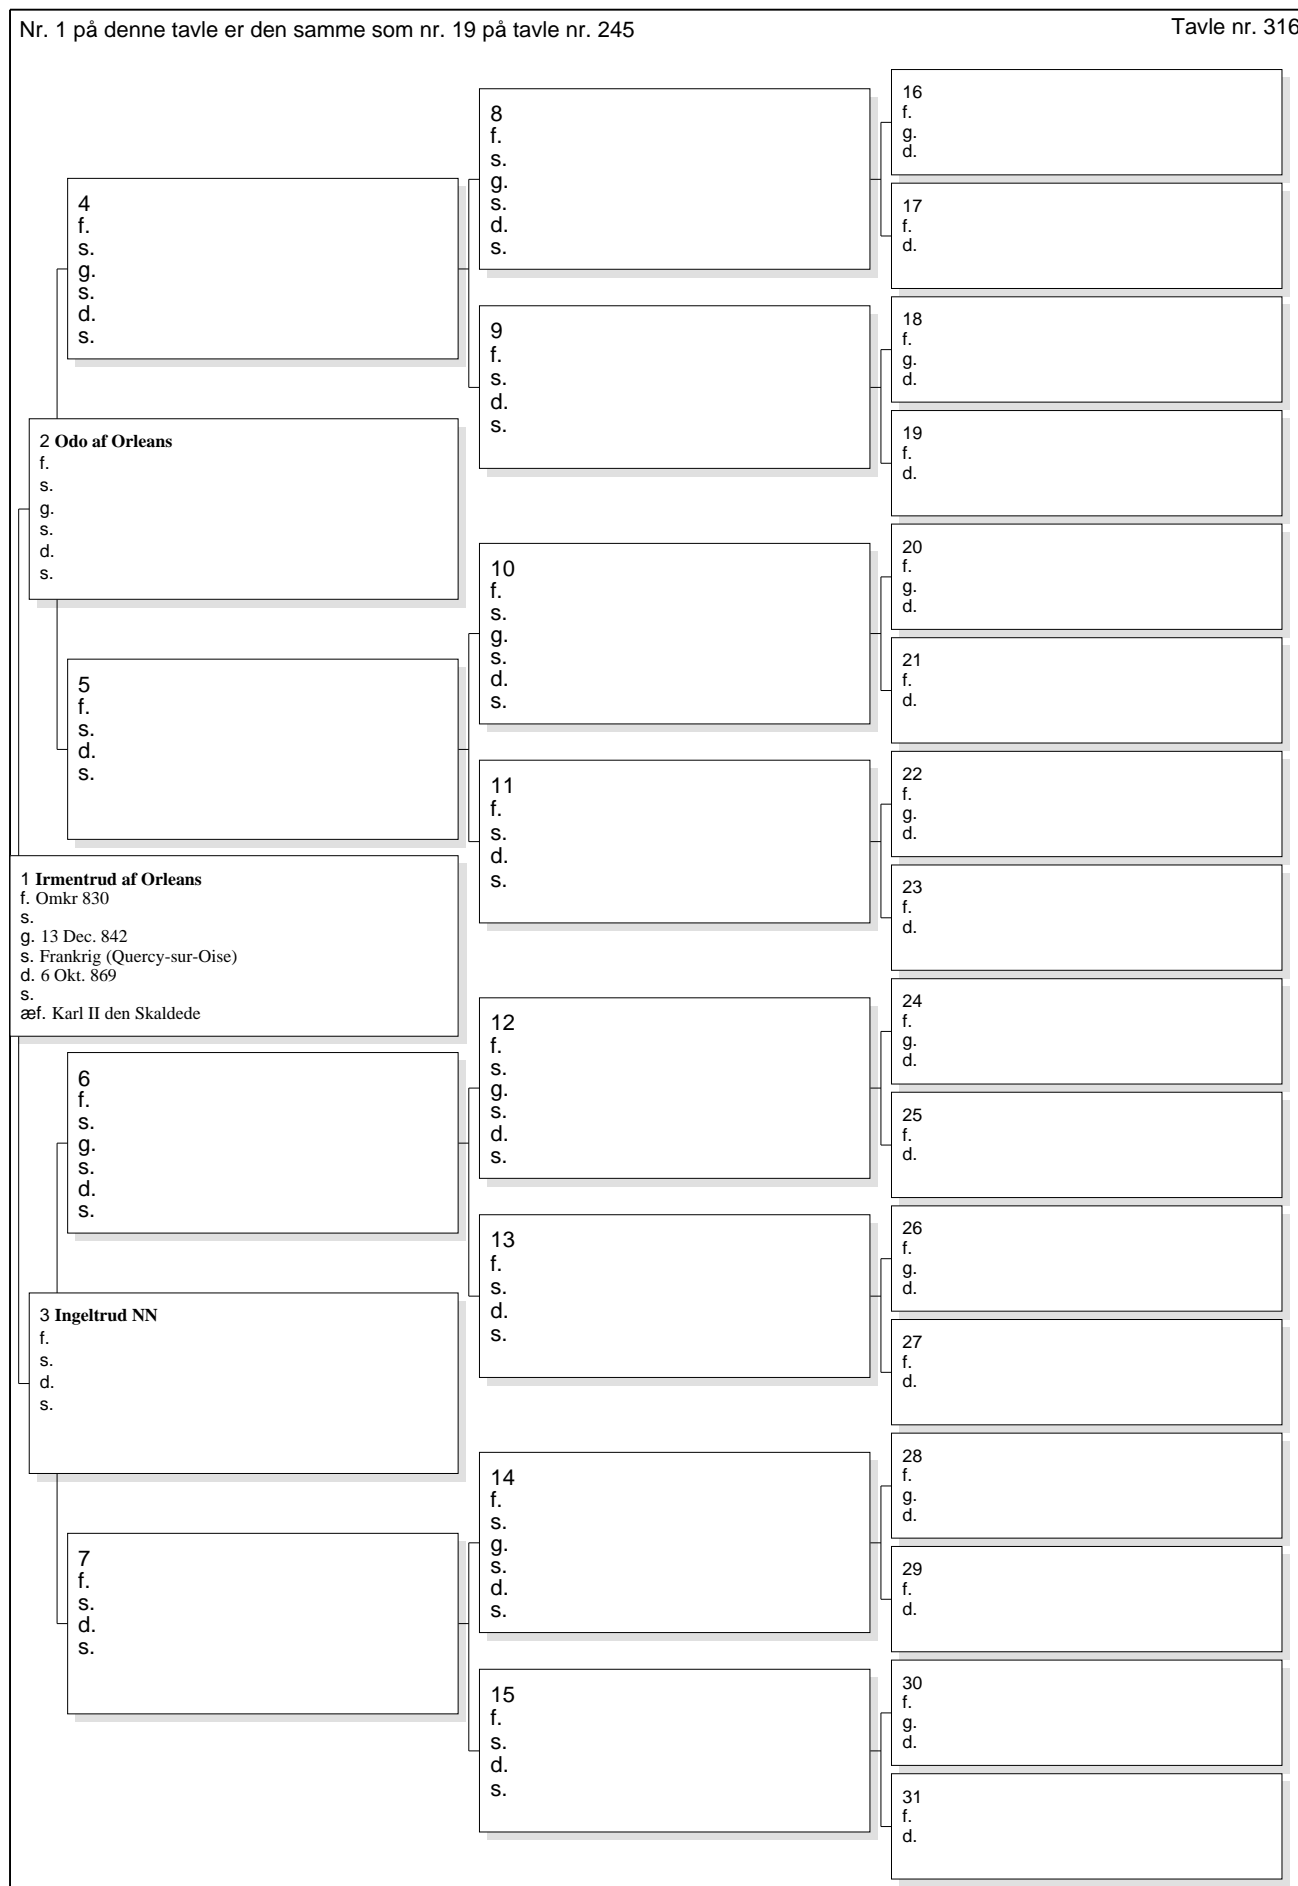 Nr. 1 på denne tavle er den samme som nr. 19 på tavle nr. 245
Tavle nr. 316
4
f.
s.
g.
s.
d.
s.
2 Odo af Orleans
f.
s.
g.
s.
d.
s.
5
f.
s.
d.
s.
1 Irmentrud af Orleans
f. Omkr 830
s.
g. 13 Dec. 842
s. Frankrig (Quercy-sur-Oise)
d. 6 Okt. 869
s.
æf. Karl II den Skaldede
6
f.
s.
g.
s.
d.
s.
3 Ingeltrud NN
f.
s.
d.
s.
7
f.
s.
d.
s.
8
f.
s.
g.
s.
d.
s.
9
f.
s.
d.
s.
10
f.
s.
g.
s.
d.
s.
11
f.
s.
d.
s.
12
f.
s.
g.
s.
d.
s.
13
f.
s.
d.
s.
14
f.
s.
g.
s.
d.
s.
15
f.
s.
d.
s.
16
f.
g.
d.
17
f.
d.
18
f.
g.
d.
19
f.
d.
20
f.
g.
d.
21
f.
d.
22
f.
g.
d.
23
f.
d.
24
f.
g.
d.
25
f.
d.
26
f.
g.
d.
27
f.
d.
28
f.
g.
d.
29
f.
d.
30
f.
g.
d.
31
f.
d.